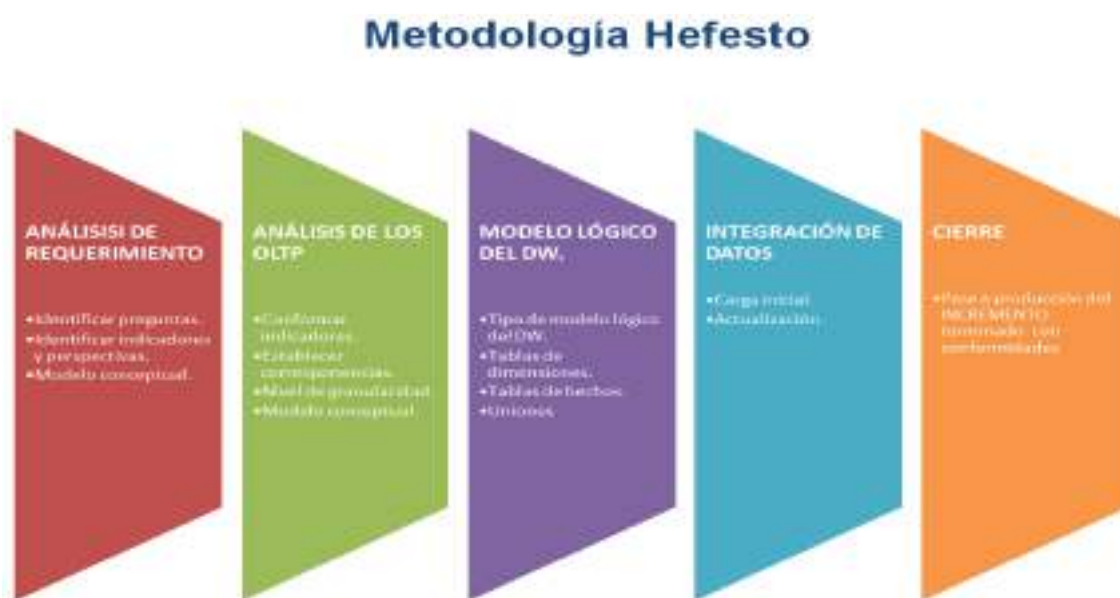 Metodología Hefesto
ANÁLISISI DE
REQUERIMIENTO
•Identificar preguntas.
•Identificar indicadores
y perspectivas.
•Modelo conceptual.
ANÁLISIS DE LOS
OLTP
•Conformar
indicadores.
•Establecer
•Nivel de granularidad
•Modelo conceptual
MODELO LÓGICO
DEL DW.
•Tipo de modelo lógico
del DW.
•Tablas de
dimensiones.
•Tablas de hechos.
•Uniones
INTEGRACIÓN DE
DATOS
•Carga inicial
•Actualización.
CIERRE
•Pase a producción del
INCREMENTO
terminado con